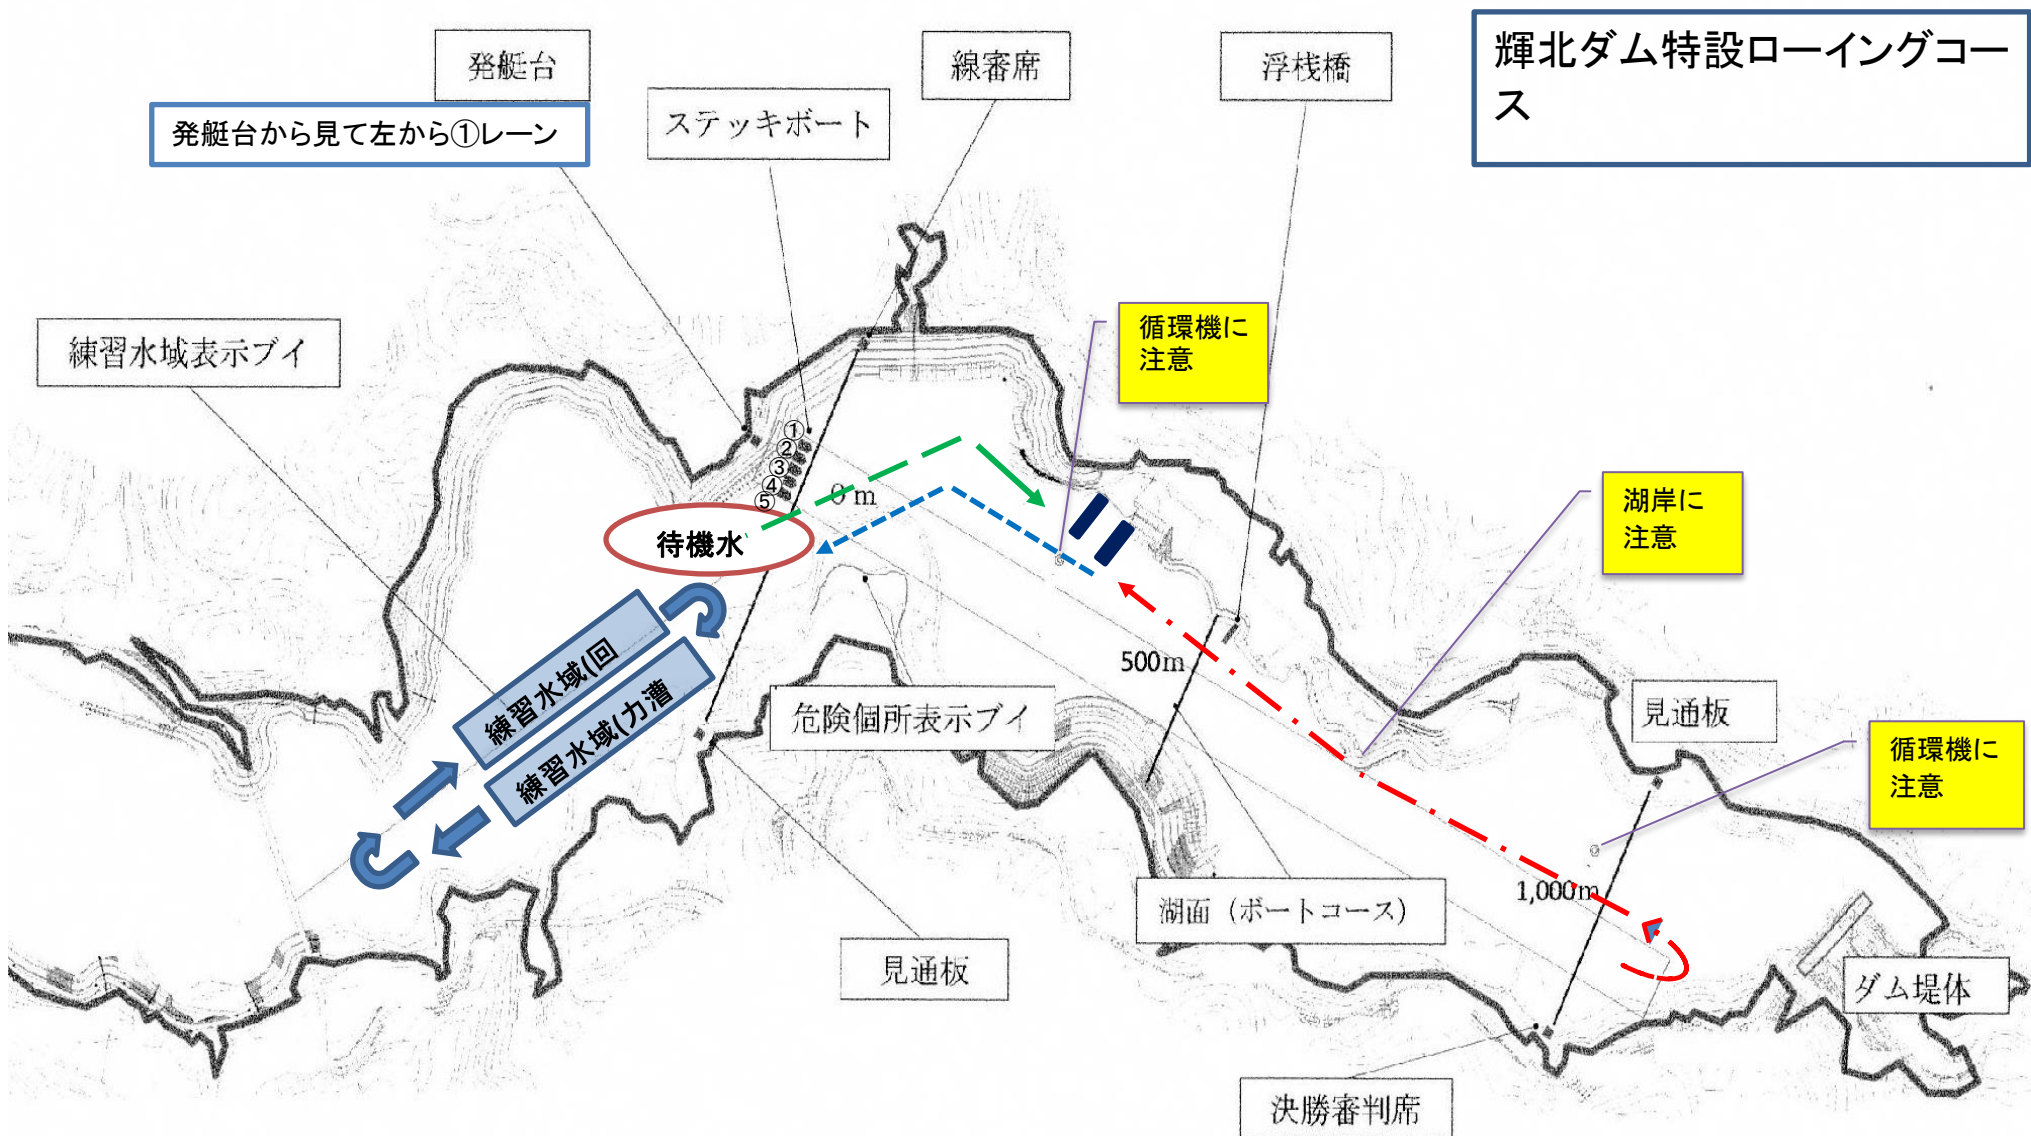 輝北ダム特設ローイングコー
ス
発艇台
線審席
浮桟橋
発艇台から見て左から①レーン
ステッキボート
練習水域表示ブイ
循環機に
注意
①
②
③
④
⑤
0 m
湖岸に
注意
待機水
500m
練習水域(回
練習水域(力漕
危険個所表示ブイ
見通板
循環機に
注意
1,000m
湖面（ボートコース）
見通板
ダム堤体
決勝審判席